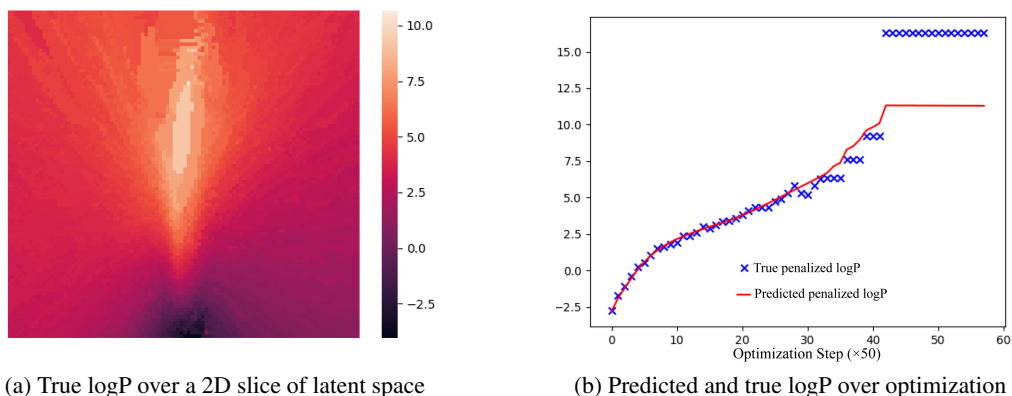 10.0
7.5
5.0
2.5
0.0
−2.5
(a) True logP over a 2D slice of latent space
15.0
12.5
10.0
7.5
5.0
2.5
0.0
−2.5
True penalized logP
Predicted penalized logP
0 10 20 30 40 50 60
Optimization Step (×50)
(b) Predicted and true logP over optimization